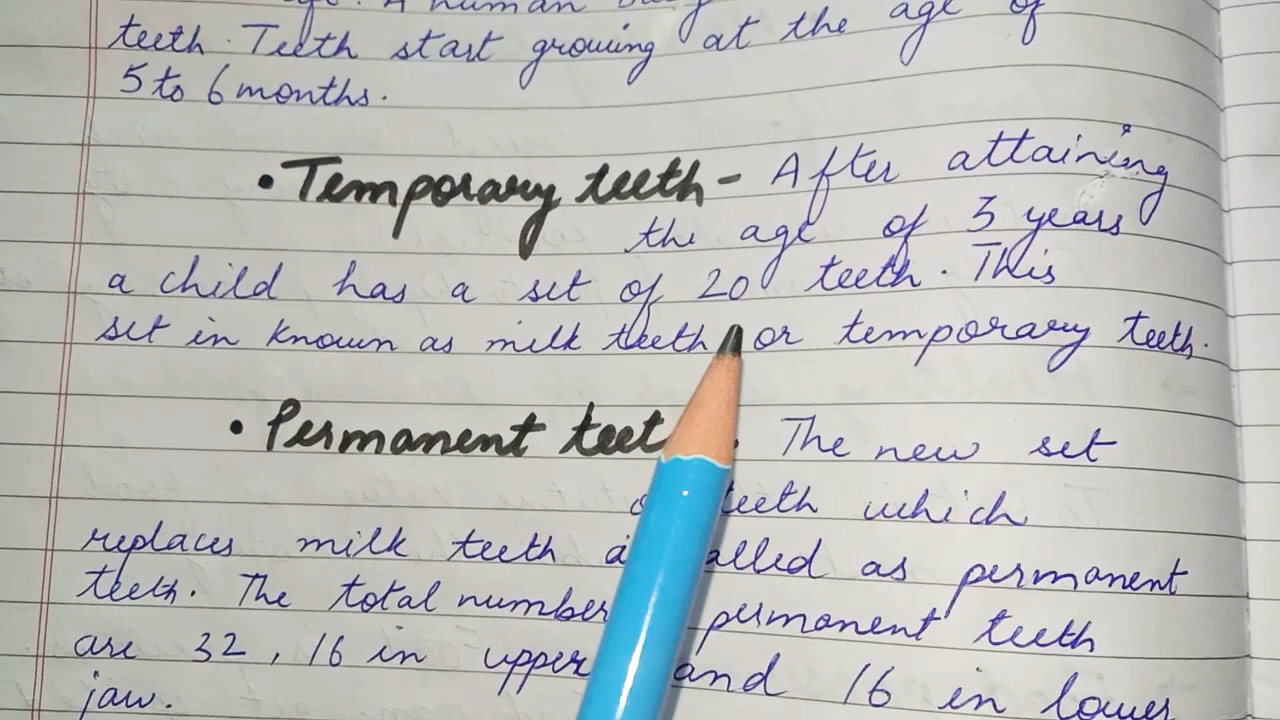 A human
teeth. Teeth start growing at the age of
5 to 6 months.
• Temporary teeth - After attaining
the age of 3 years
a child has a set of 20 teeth. This
set in known as milk teeth or temporary teeth.
• Permanent The new set
teeth which
replaces milk teeth as permanent
teeth. The total number permanent teeth
are 32, 16 in upper and 16 in lower
jaw.